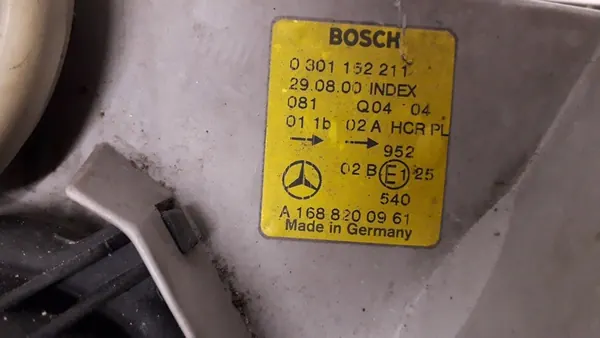 BOSCH
0 301 152 211
29.08.00 INDEX
081 Q04 04
01 1b 02 A HCR PL
952
02 B E1 25
540
A 168 820 09 61
Made in Germany